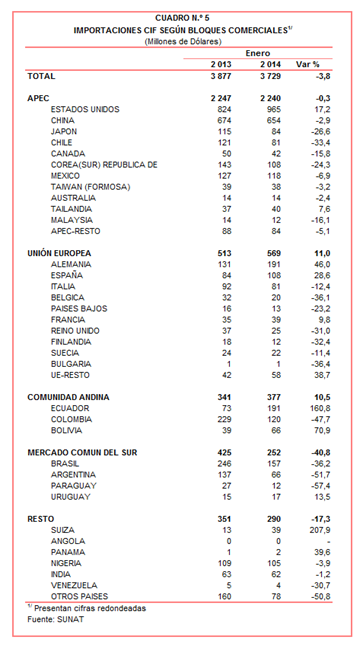 CUADRO N.º 5
IMPORTACIONES CIF SEGÚN BLOQUES COMERCIALES1/
(Millones de Dólares)
Enero
2 013 2 014 Var %
TOTAL 3 877 3 729 -3,8
APEC 2 247 2 240 -0,3
ESTADOS UNIDOS 824 965 17,2
CHINA 674 654 -2,9
JAPON 115 84 -26,6
CHILE 121 81 -33,4
CANADA 50 42 -15,8
COREA(SUR) REPUBLICA DE 143 108 -24,3
MEXICO 127 118 -6,9
TAIWAN (FORMOSA) 39 38 -3,2
AUSTRALIA 14 14 -2,4
TAILANDIA 37 40 7,6
MALAYSIA 14 12 -16,1
APEC-RESTO 88 84 -5,1
UNIÓN EUROPEA 513 569 11,0
ALEMANIA 131 191 46,0
ESPAÑA 84 108 28,6
ITALIA 92 81 -12,4
BELGICA 32 20 -36,1
PAISES BAJOS 16 13 -23,2
FRANCIA 35 39 9,8
REINO UNIDO 37 25 -31,0
FINLANDIA 18 12 -32,4
SUECIA 24 22 -11,4
BULGARIA 1 1 -36,4
UE-RESTO 42 58 38,7
COMUNIDAD ANDINA 341 377 10,5
ECUADOR 73 191 160,8
COLOMBIA 229 120 -47,7
BOLIVIA 39 66 70,9
MERCADO COMUN DEL SUR 425 252 -40,8
BRASIL 246 157 -36,2
ARGENTINA 137 66 -51,7
PARAGUAY 27 12 -57,4
URUGUAY 15 17 13,5
RESTO 351 290 -17,3
SUIZA 13 39 207,9
ANGOLA 0 0 -
PANAMA 1 2 39,6
NIGERIA 109 105 -3,9
INDIA 63 62 -1,2
VENEZUELA 5 4 -30,7
OTROS PAISES 160 78 -50,8
1/ Presentan cifras redondeadas
Fuente: SUNAT